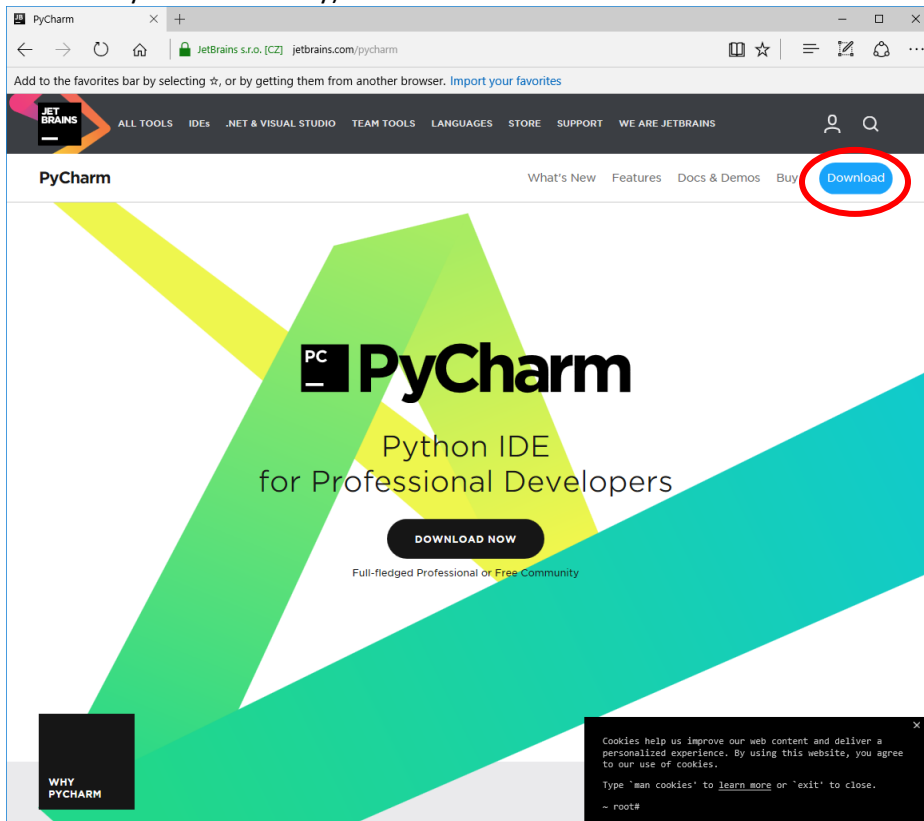 PyCharm
JetBrains s.r.o. [CZ] jetbrains.com/pycharm
Add to the favorites bar by selecting ☆, or by getting them from another browser. Import your favorites
JET
BRAINS
ALL TOOLS IDEs .NET & VISUAL STUDIO TEAM TOOLS LANGUAGES STORE SUPPORT WE ARE JETBRAINS
PyCharm What's New Features Docs & Demos Buy Download
PC
PyCharm
Python IDE
for Professional Developers
DOWNLOAD NOW
Full-fledged Professional or Free Community
WHY
PYCHARM
Cookies help us improve our web content and deliver a
personalized experience. By using this website, you agree
to our use of cookies.
Type `man cookies' to learn more or `exit' to close.
~ root#